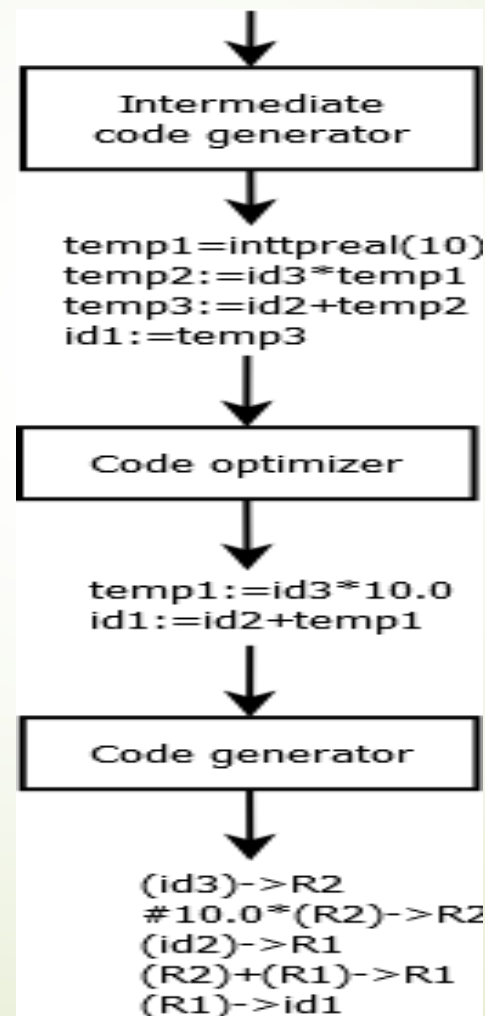 Intermediate
code generator
temp1=inttpreal(10)
temp2:=id3*temp1
temp3:=id2+temp2
id1:=temp3
Code optimizer
temp1:=id3*10.0
id1:=id2+temp1
Code generator
(id3)->R2
#10.0*(R2)->R2
(id2)->R1
(R2)+(R1)->R1
(R1)->id1